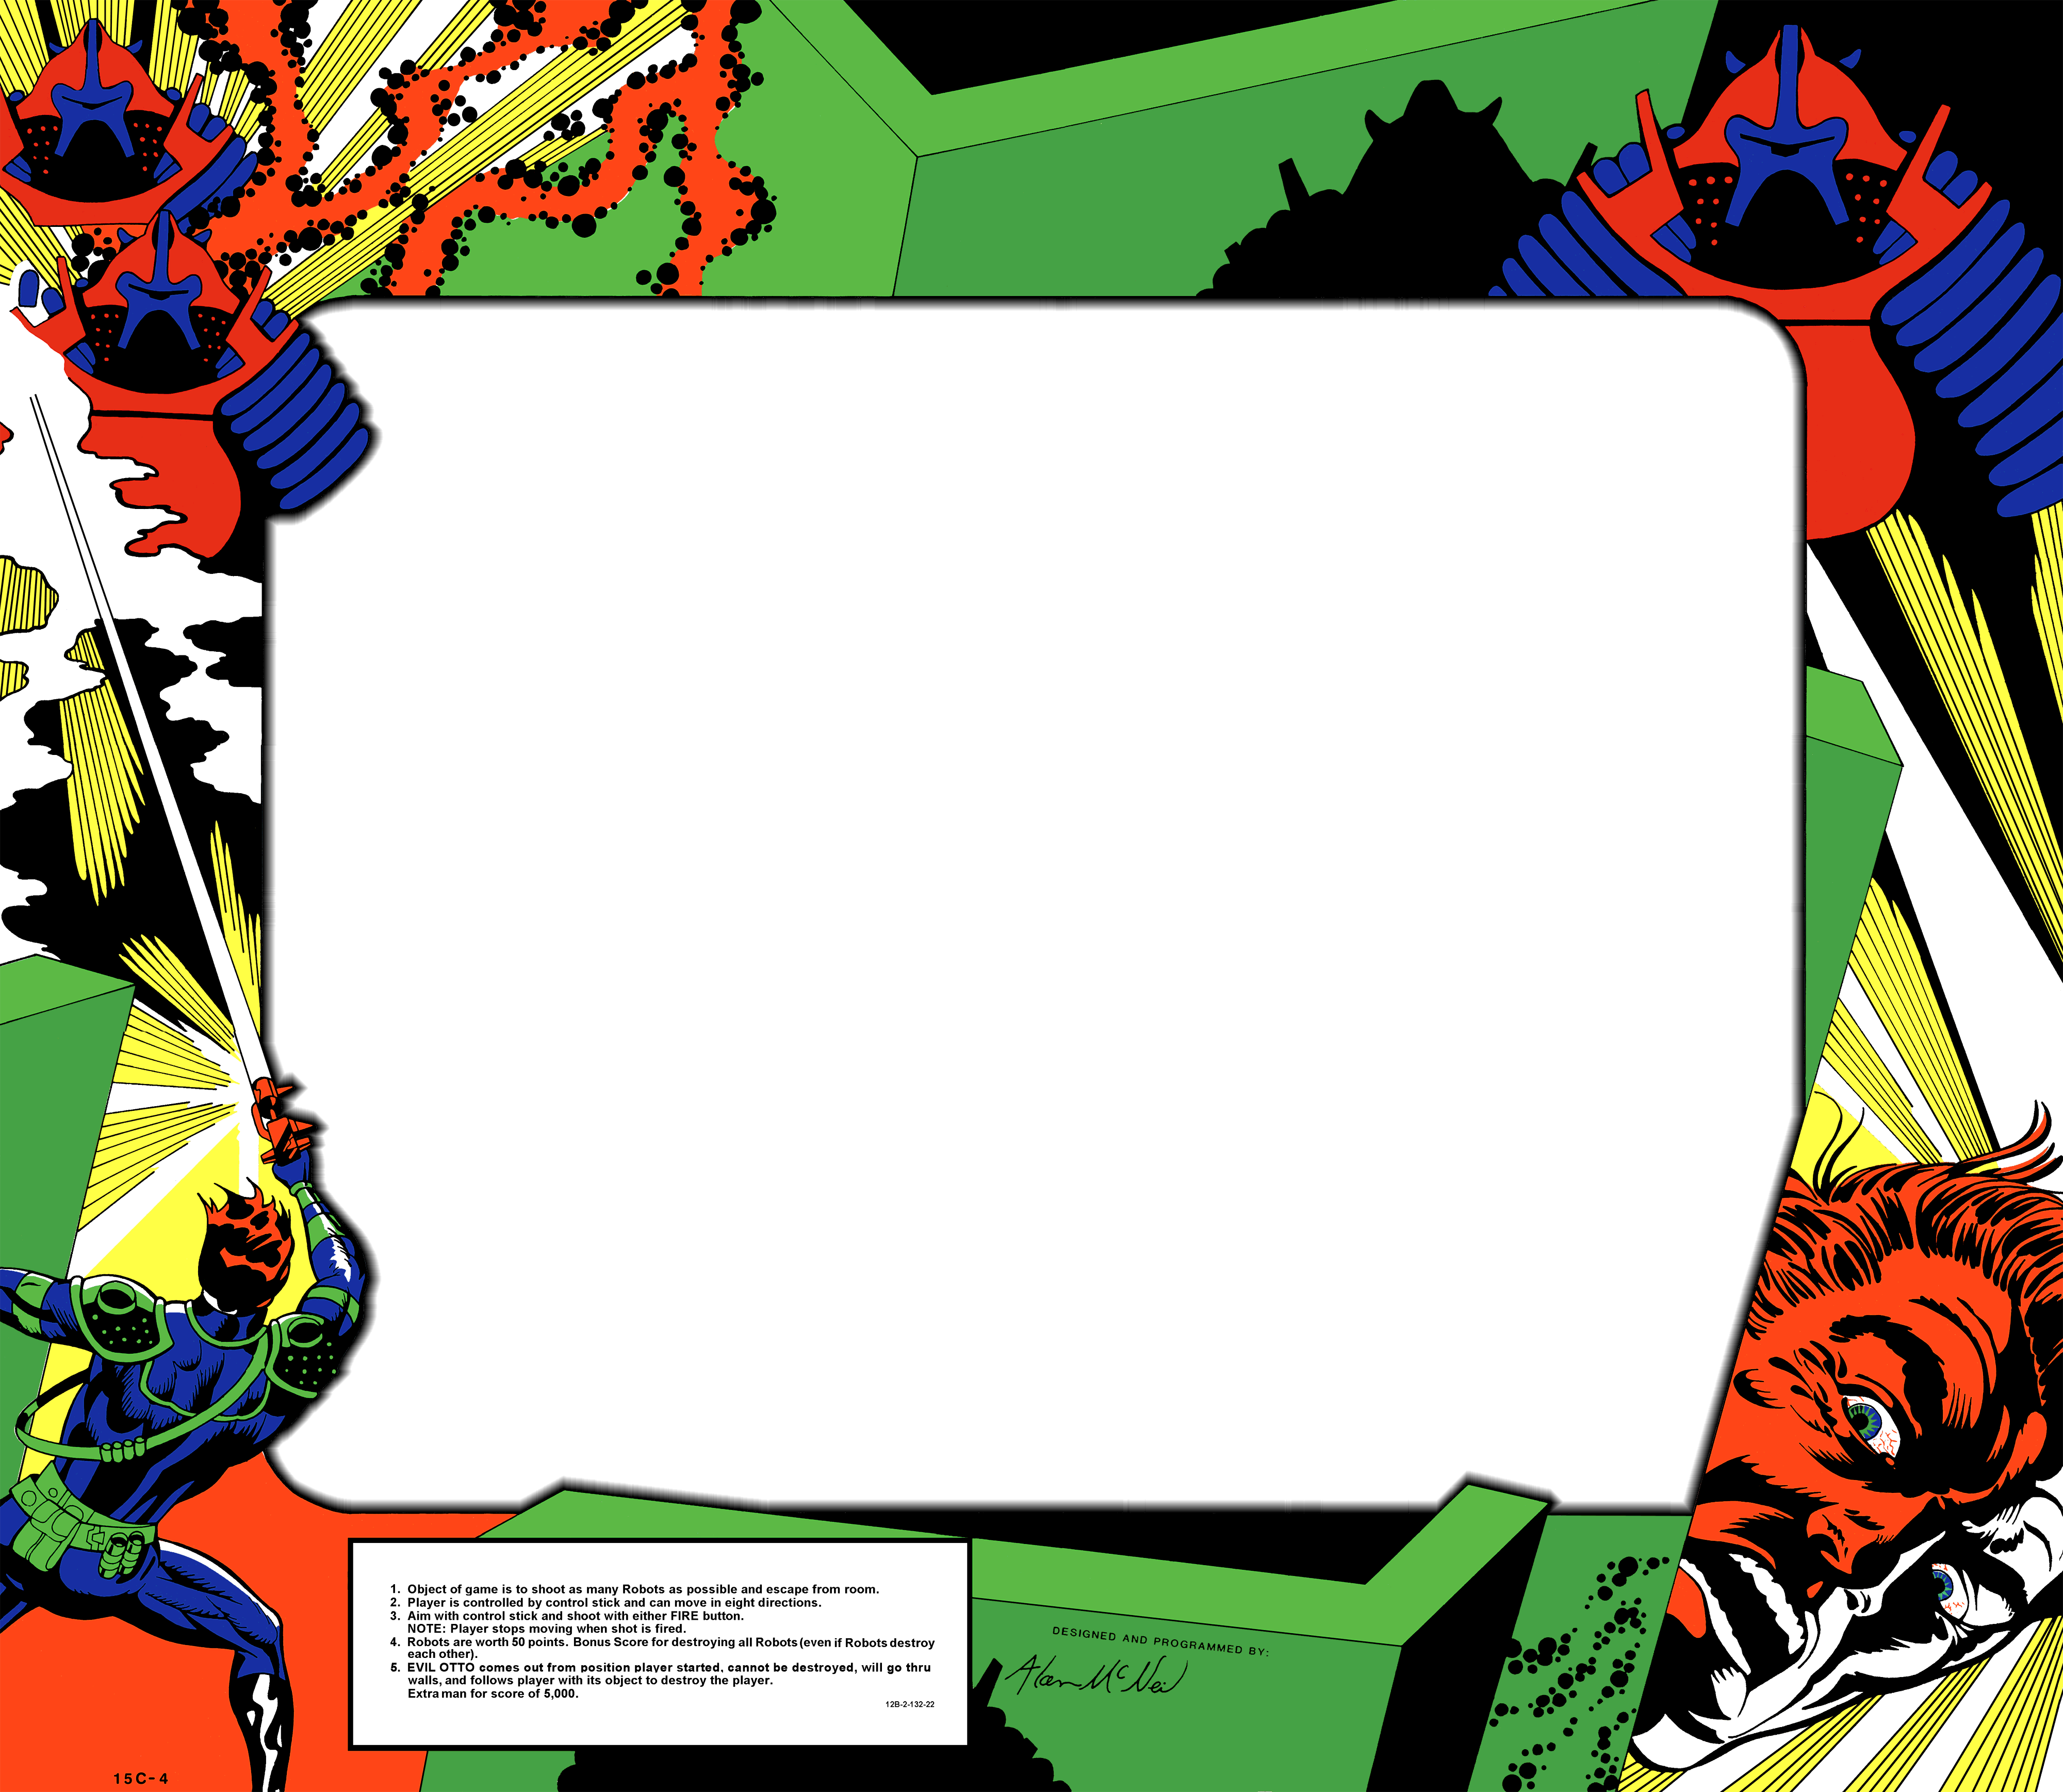 1. Object of game is to shoot as many Robots as possible and escape from room.
2. Player is controlled by control stick and can move in eight directions.
3. Aim with control stick and shoot with either FIRE button.
NOTE: Player stops moving when shot is fired.
4. Robots are worth 50 points. Bonus Score for destroying all Robots (even if Robots destroy
each other).
5. EVIL OTTO comes out from position player started, cannot be destroyed, will go thru
walls, and follows player with its object to destroy the player.
Extra man for score of 5,000.
12B-2-132-22
DESIGNED AND PROGRAMMED BY:
Alan McNeil
15C-4